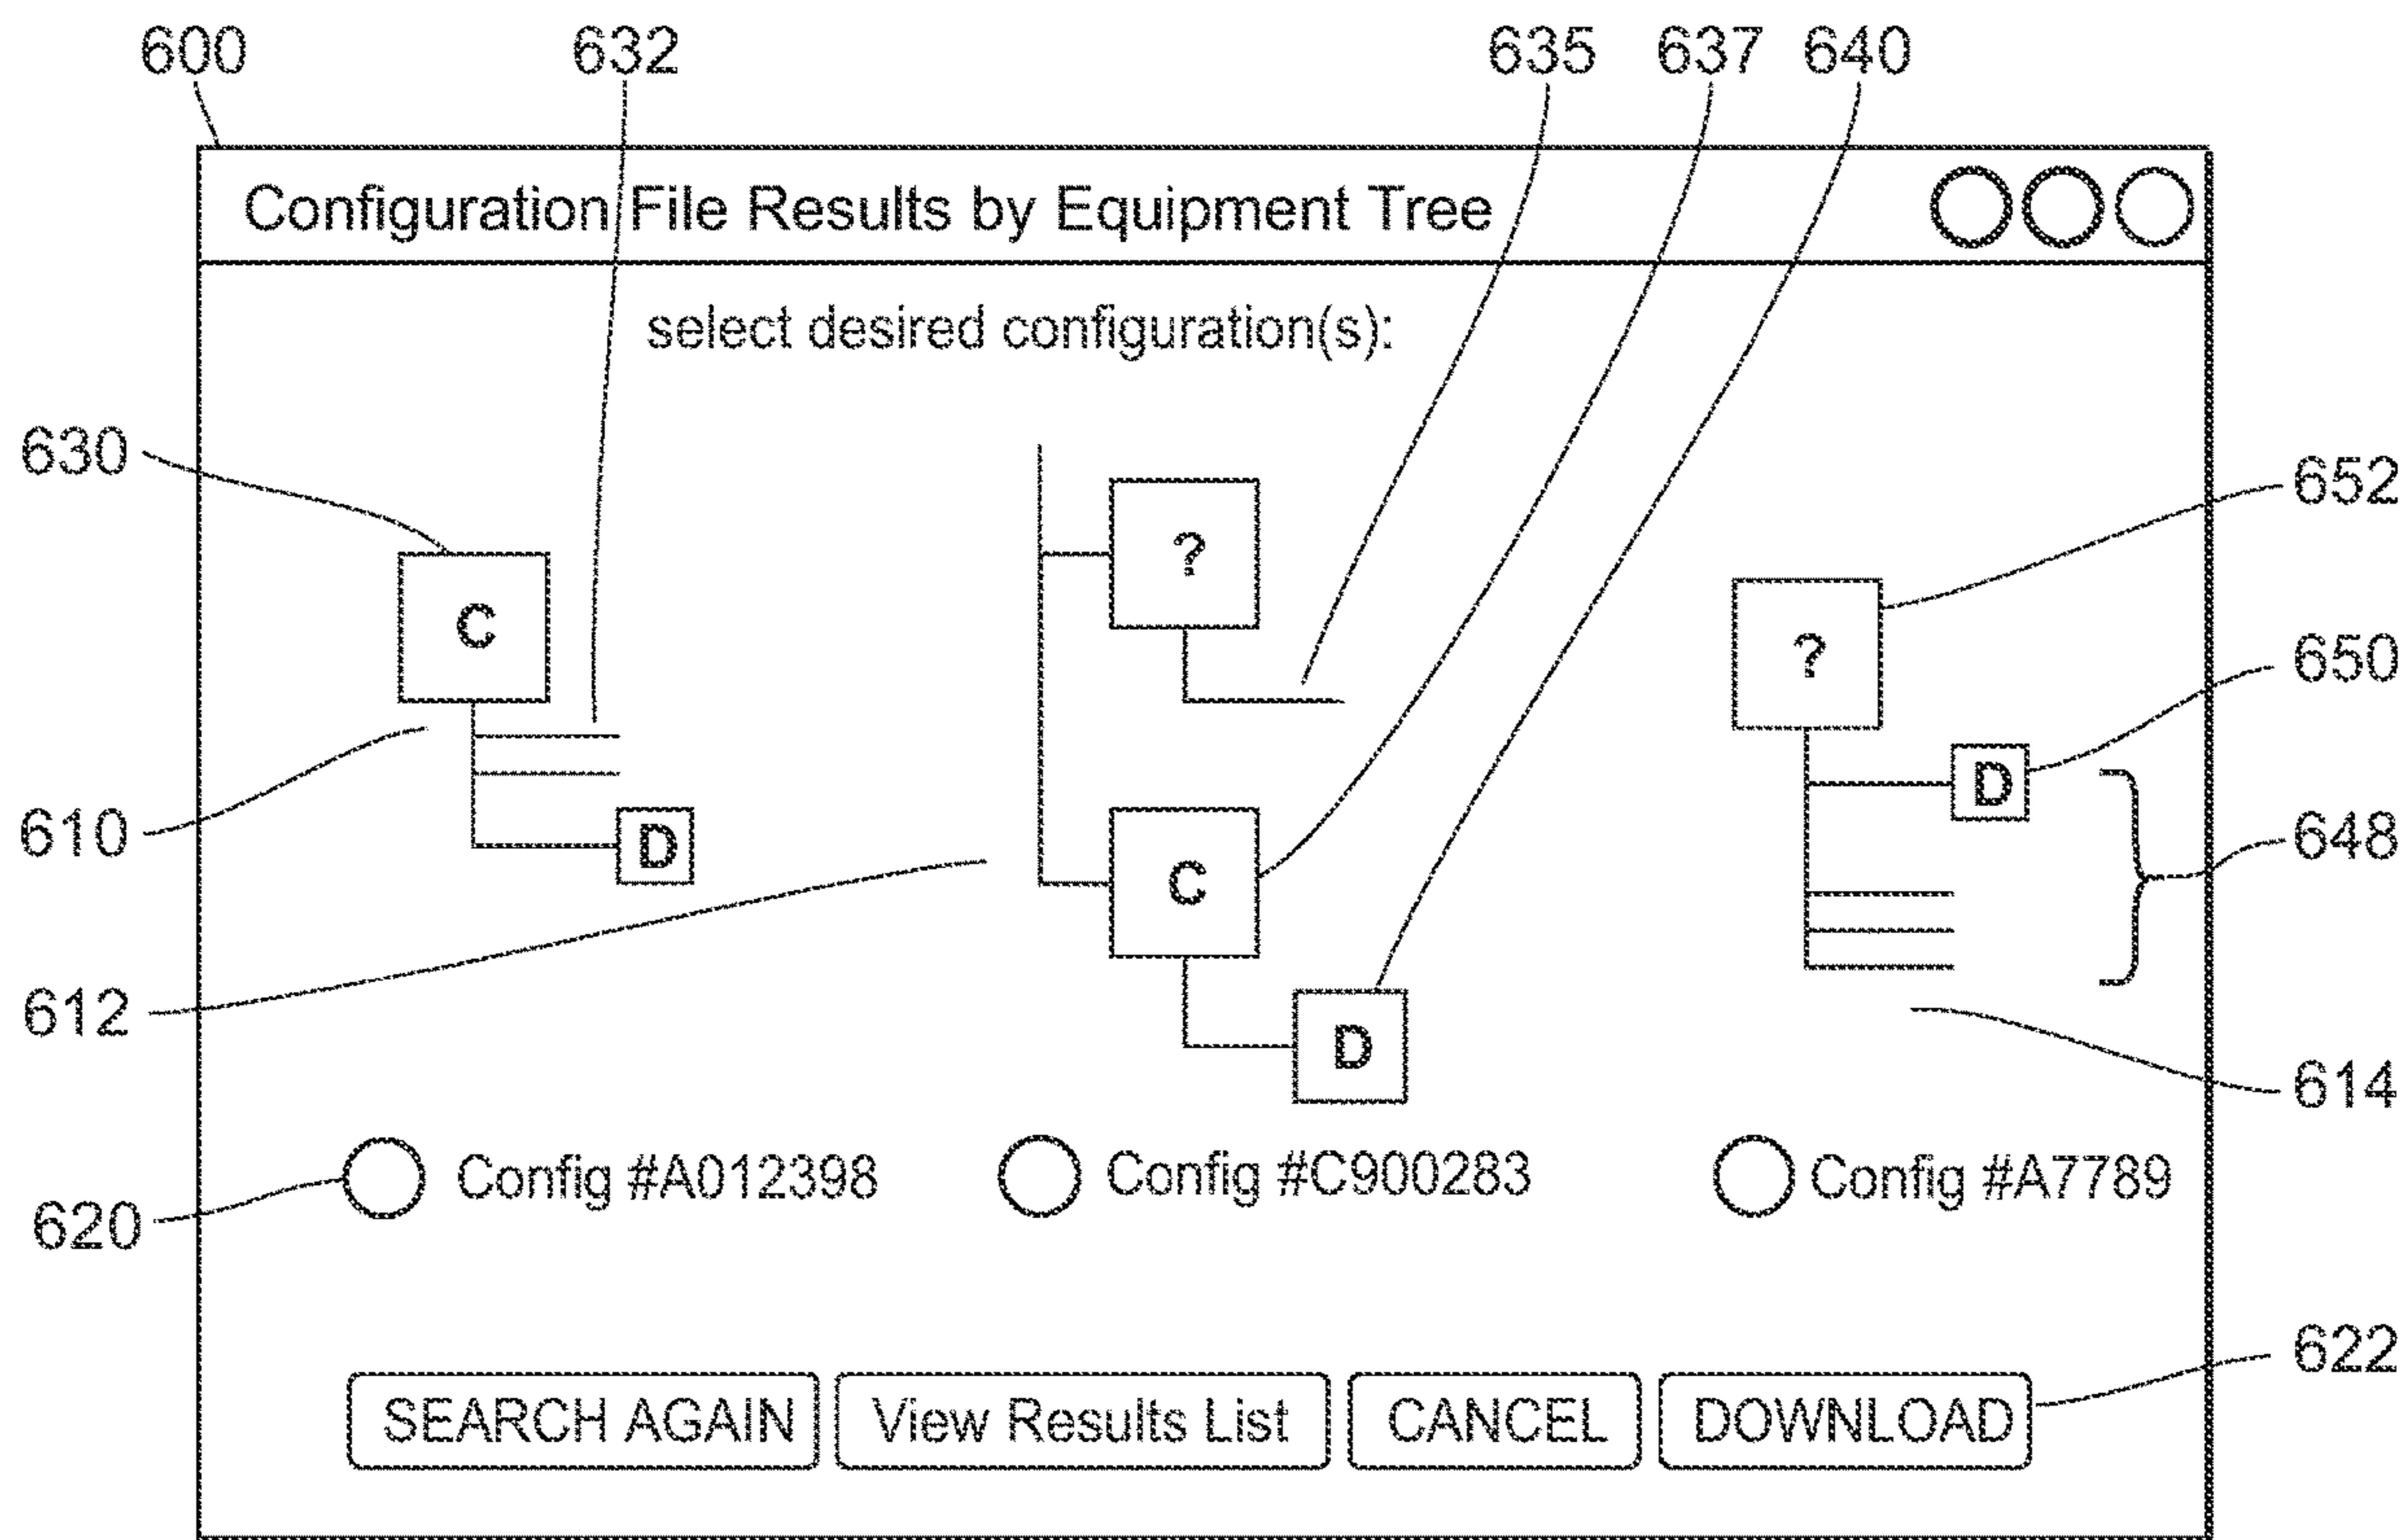 600 632 635 637 640
Configuration File Results by Equipment Tree
select desired configuration(s):
630
652
?
C
?
650
D
610
D
648
C
612
D
614
Config #A012398 Config #C900283 Config #A7789
620
622
SEARCH AGAIN View Results List CANCEL DOWNLOAD